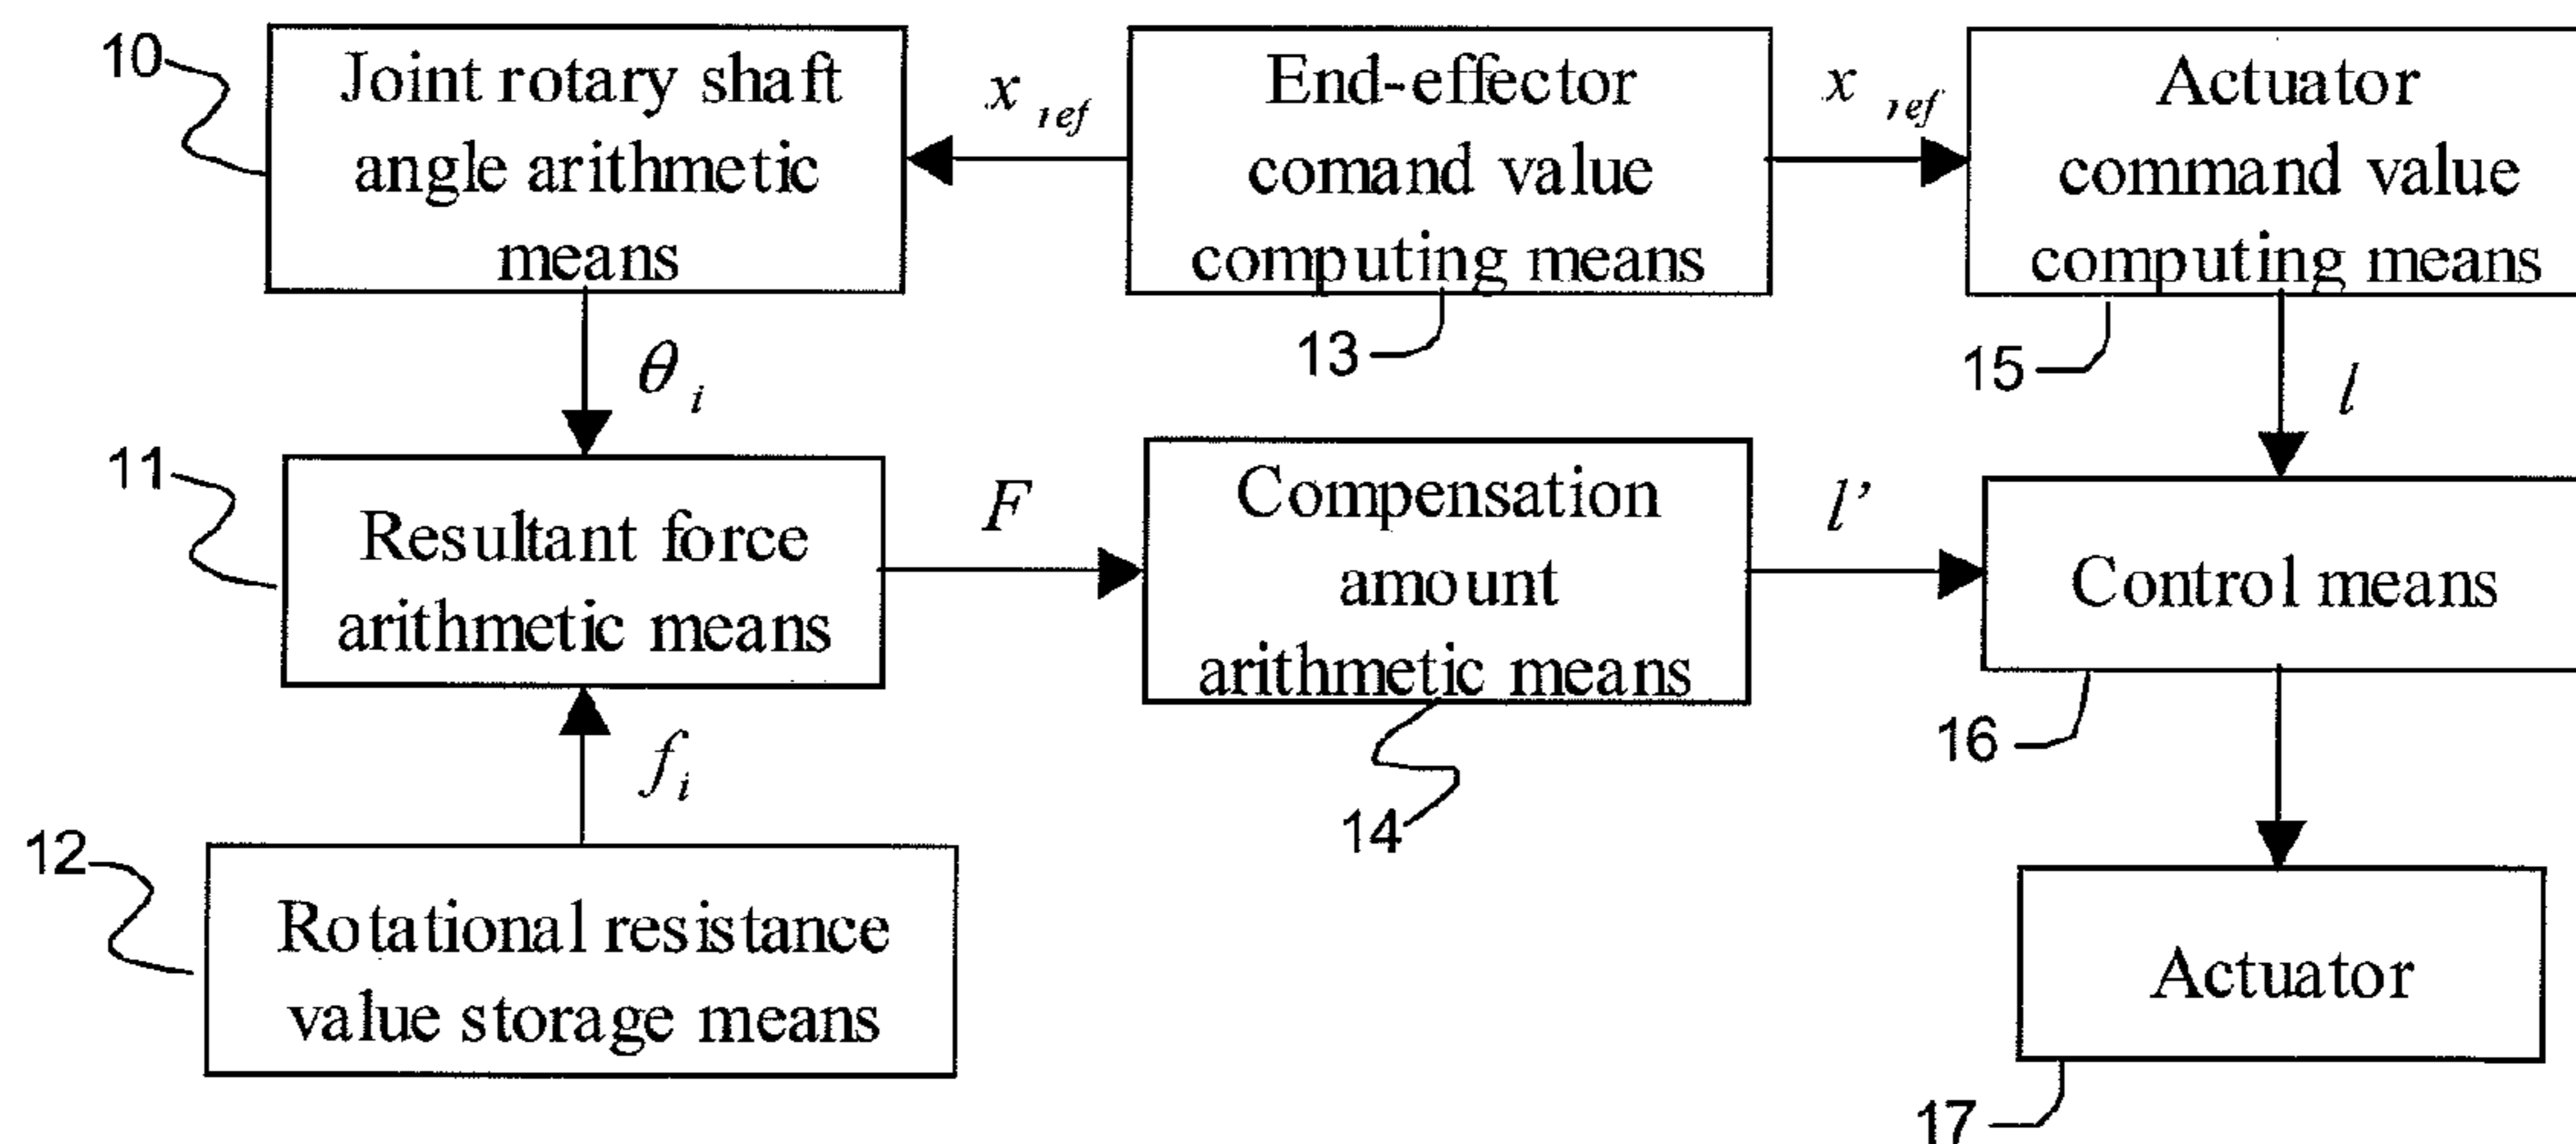 10
Joint rotary shaft
angle arithmetic
means
x ref
End-effector
comand value
computing means
13
x ref
Actuator
command value
computing means
15
θ i
l
11
Resultant force
arithmetic means
F
Compensation
amount
arithmetic means
14
l’
Control means
16
f i
12
Rotational resistance
value storage means
Actuator
17